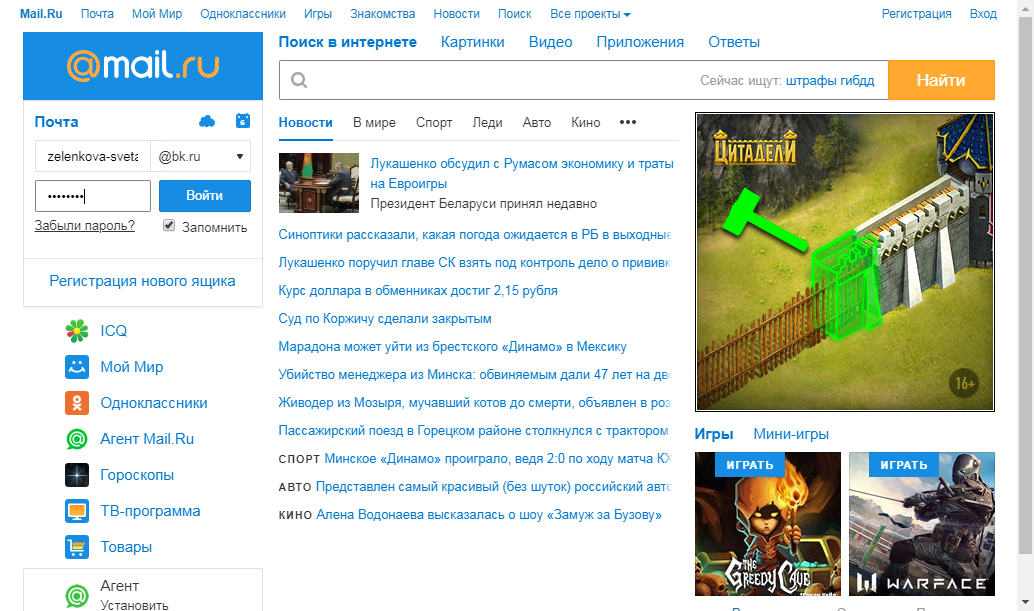 Mail.Ru Почта Мой Мир Одноклассники Игры Знакомства Новости Поиск Все проекты Регистрация Вход
@mail.ru
Поиск в интернете Картинки Видео Приложения Ответы
Сейчас ищут: штрафы гибдд Найти
Почта 6
zelenkova-sveta @bk.ru
•••••••• Войти
Забыли пароль? Запомнить
Регистрация нового ящика
ICQ
Мой Мир
Одноклассники
Агент Mail.Ru
Гороскопы
ТВ-программа
Товары
Агент
Установить
Новости В мире Спорт Леди Авто Кино •••
Лукашенко обсудил с Румасом экономику и траты
на Евроигры
Президент Беларуси принял недавно
Синоптики рассказали, какая погода ожидается в РБ в выходные
Лукашенко поручил главе СК взять под контроль дело о прививк
Курс доллара в обменниках достиг 2,15 рубля
Суд по Коржичу сделали закрытым
Марадона может уйти из брестского «Динамо» в Мексику
Убийство менеджера из Минска: обвиняемым дали 47 лет на дво
Живодер из Мозыря, мучавший котов до смерти, объявлен в роз
Пассажирский поезд в Горецком районе столкнулся с трактором
СПОРТ Минское «Динамо» проиграло, ведя 2:0 по ходу матча КХ
АВТО Представлен самый красивый (без шуток) российский авто
КИНО Алена Водонаева высказалась о шоу «Замуж за Бузову»
ЦИТАДЕЛИ
16+
Игры Мини-игры
ИГРАТЬ
THE
GREEDY CAVE
ИГРАТЬ
WARFACE